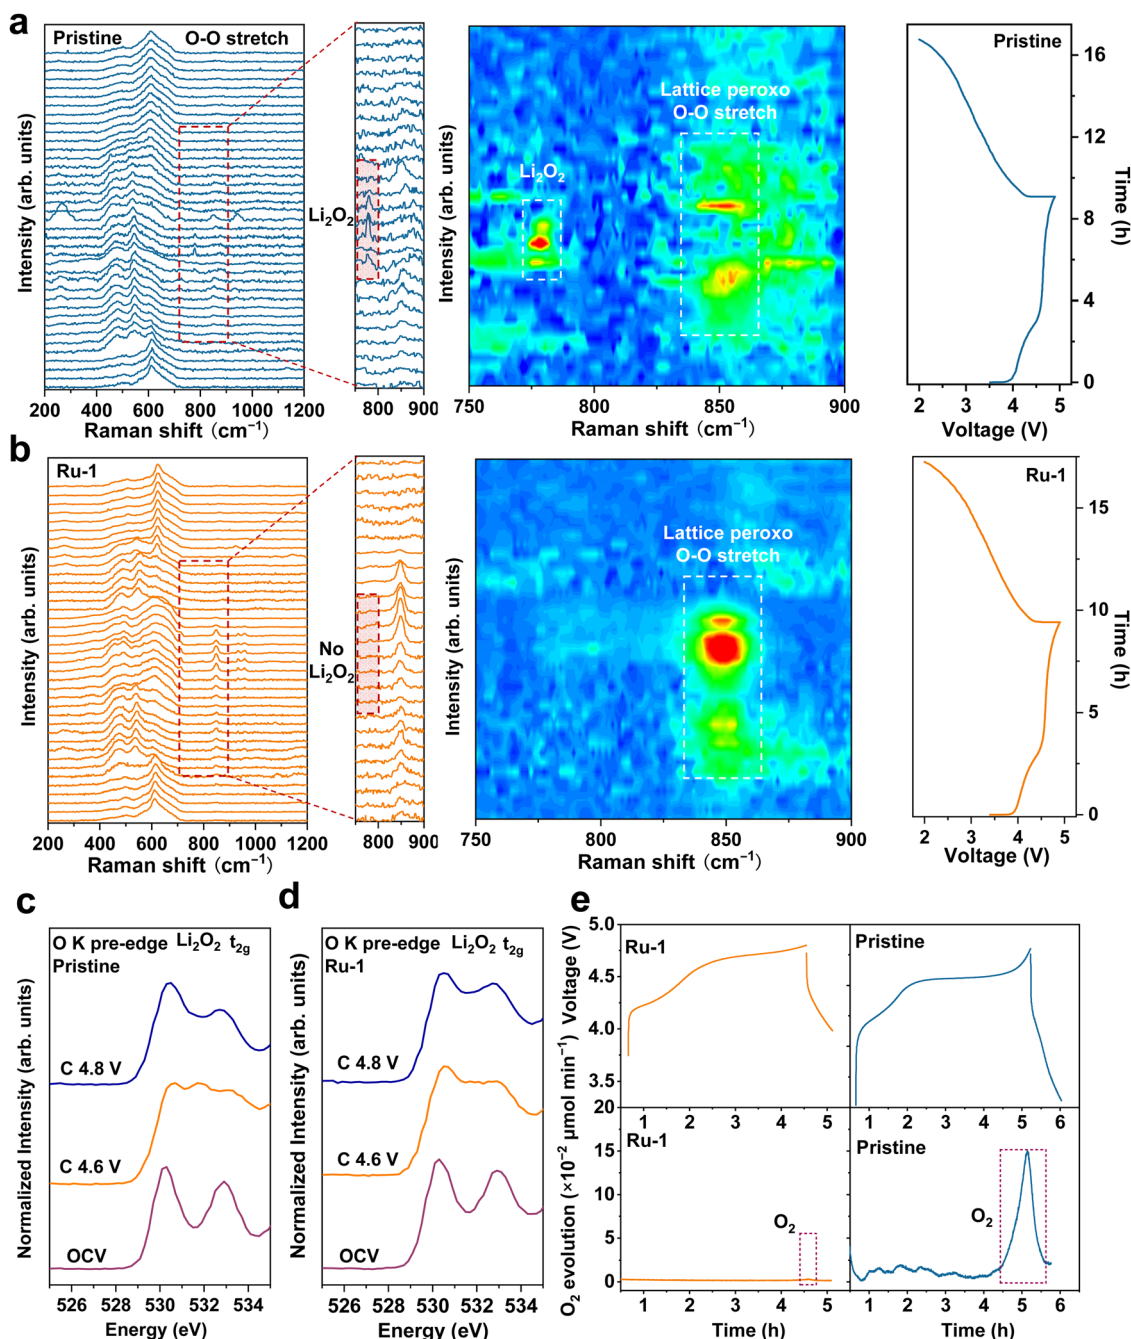 a
Pristine
O-O stretch
Intensity (arb. units)
200 400 600 800 1000 1200
Raman shift (cm⁻¹)
Li₂O₂
800 900
Intensity (arb. units)
Li₂O₂
Lattice peroxo
O-O stretch
750 800 850 900
Raman shift (cm⁻¹)
Pristine
16
12
8
4
0
Time (h)
2 3 4 5
Voltage (V)
b
Ru-1
Intensity (arb. units)
200 400 600 800 1000 1200
Raman shift (cm⁻¹)
No
Li₂O₂
800 900
Intensity (arb. units)
Lattice peroxo
O-O stretch
750 800 850 900
Raman shift (cm⁻¹)
Ru-1
15
10
5
0
Time (h)
2 3 4 5
Voltage (V)
c
O K pre-edge Li₂O₂ t₂g
Pristine
C 4.8 V
C 4.6 V
OCV
Normalized Intensity (arb. units)
526 528 530 532 534
Energy (eV)
d
O K pre-edge Li₂O₂ t₂g
Ru-1
C 4.8 V
C 4.6 V
OCV
Normalized Intensity (arb. units)
526 528 530 532 534
Energy (eV)
e
Voltage (V)
5.0
4.5
4.0
3.5
Ru-1
1 2 3 4 5
Pristine
1 2 3 4 5 6
O₂ evolution (×10⁻² μmol min⁻¹)
20
15
10
5
0
Ru-1
O₂
1 2 3 4 5
Time (h)
Pristine
O₂
1 2 3 4 5 6
Time (h)